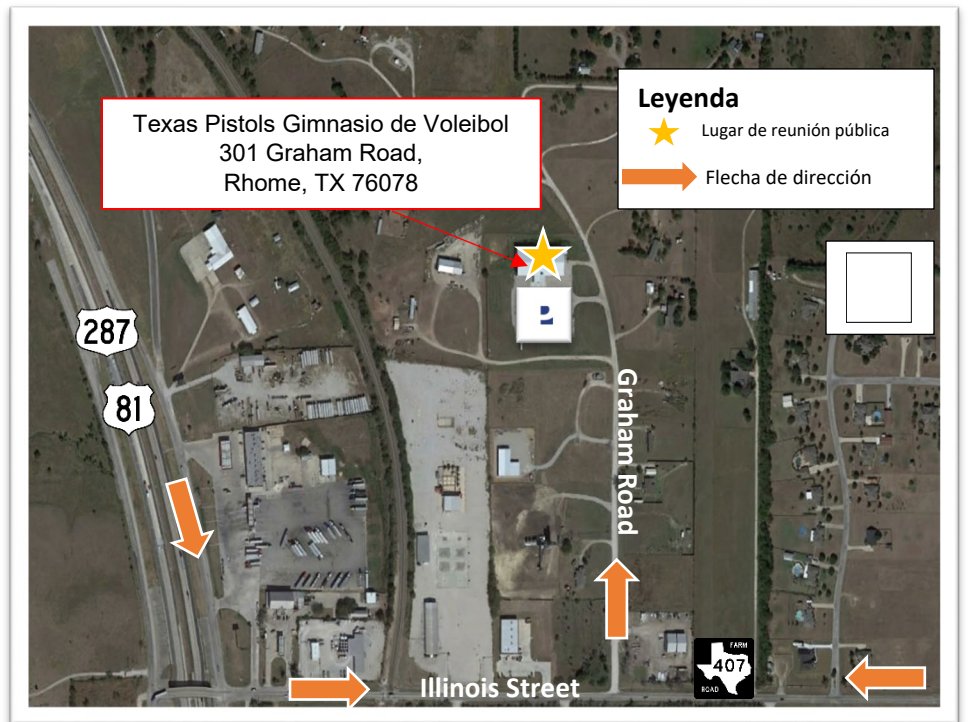 Texas Pistols Gimnasio de Voleibol
301 Graham Road,
Rhome, TX 76078
Leyenda
Lugar de reunión pública
Flecha de dirección
287
81
Graham Road
Illinois Street
FARM
407
ROAD